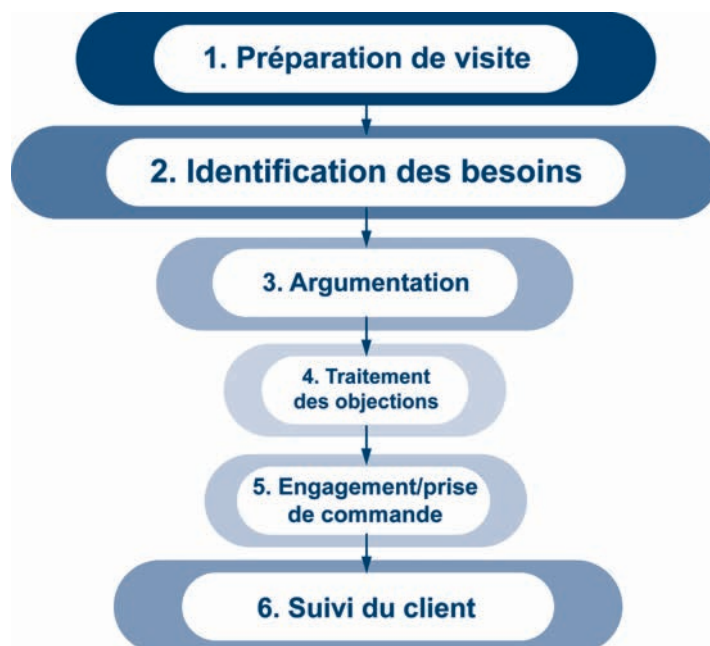 1. Préparation de visite
2. Identification des besoins
3. Argumentation
4. Traitement
des objections
5. Engagement/prise
de commande
6. Suivi du client